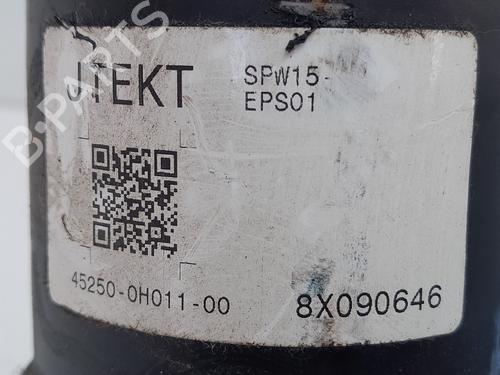 JTEKT
SPW15-
EPS01
45250-0H011-00
8X090646
B-PARTS